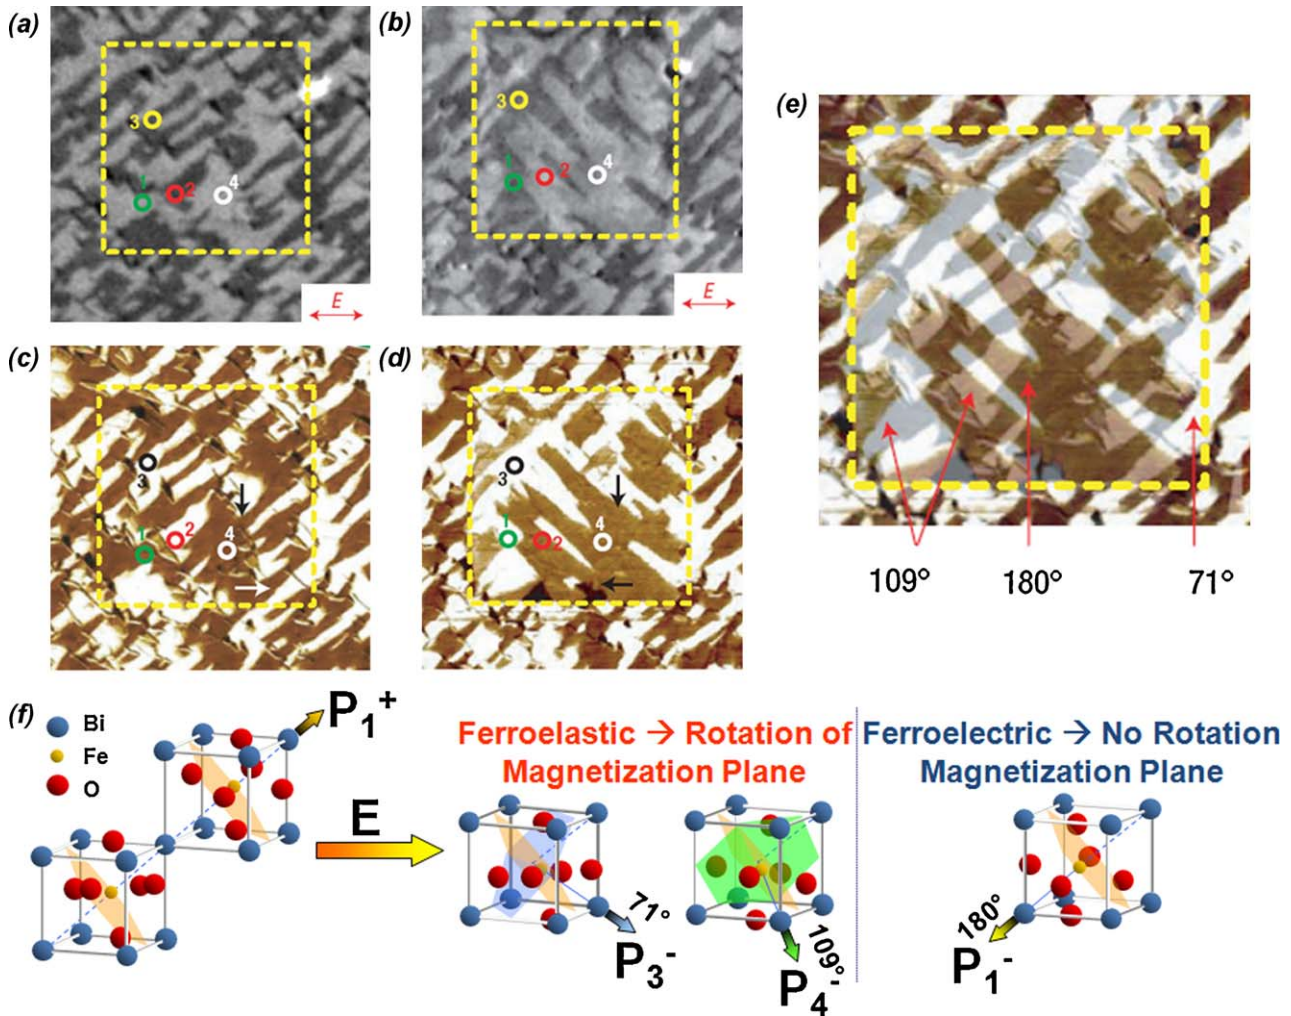 (a)
3
1
2
4
E
(b)
3
1
2
4
E
(c)
3
1
2
4
(d)
3
1
2
4
(e)
109°
180°
71°
(f)
Bi
Fe
O
P₁⁺
E
Ferroelastic → Rotation of
Magnetization Plane
71°
P₃⁻
109°
P₄⁻
Ferroelectric → No Rotation
Magnetization Plane
180°
P₁⁻